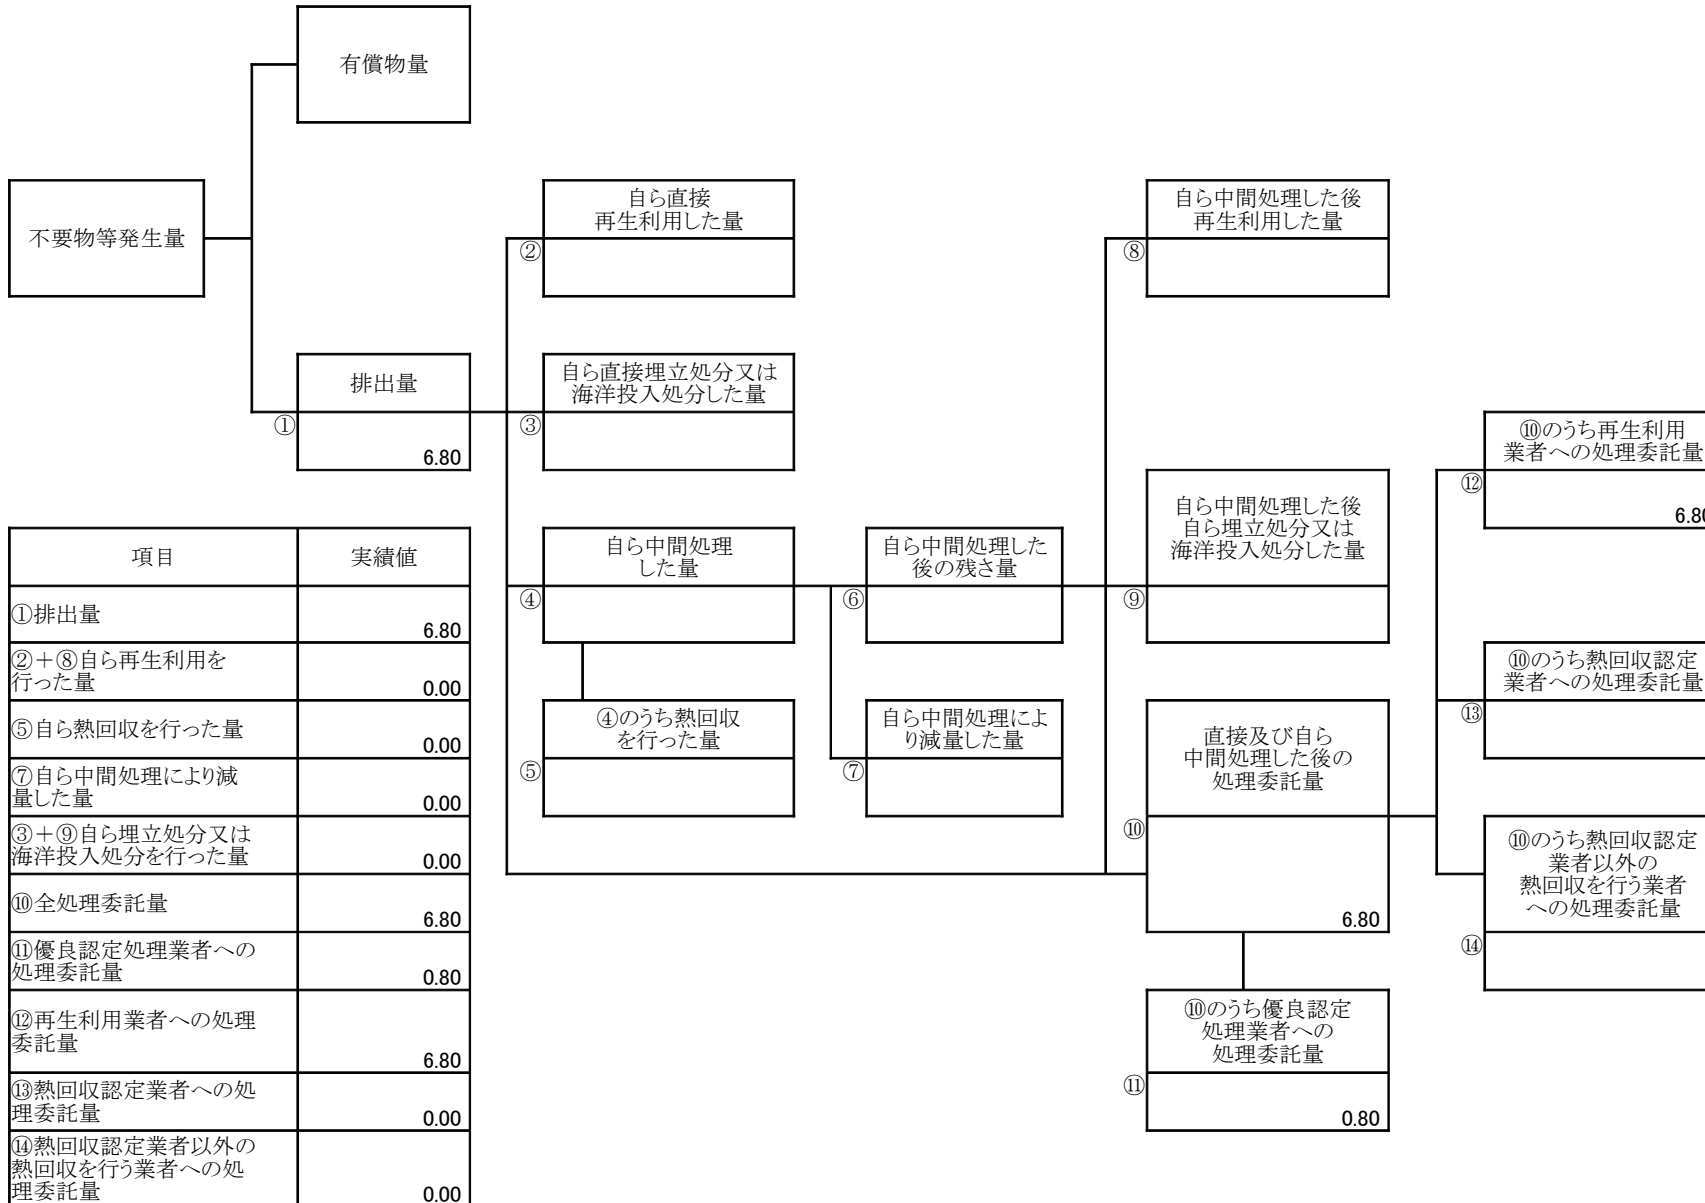 有償物量
不要物等発生量
自ら直接
再生利用した量
②
自ら中間処理した後
再生利用した量
⑧
排出量
①
6.80
自ら直接埋立処分又は
海洋投入処分した量
③
⑩のうち再生利用
業者への処理委託量
⑫
6.80
自ら中間処理した後
自ら埋立処分又は
海洋投入処分した量
⑨
自ら中間処理
した量
④
自ら中間処理した
後の残さ量
⑥
④のうち熱回収
を行った量
⑤
自ら中間処理によ
り減量した量
⑦
直接及び自ら
中間処理した後の
処理委託量
⑩
6.80
⑩のうち熱回収認定
業者への処理委託量
⑬
⑩のうち熱回収認定
業者以外の
熱回収を行う業者
への処理委託量
⑭
⑩のうち優良認定
処理業者への
処理委託量
⑪
0.80
項目 実績値
①排出量
6.80
②＋⑧自ら再生利用を
行った量
0.00
⑤自ら熱回収を行った量
0.00
⑦自ら中間処理により減
量した量
0.00
③＋⑨自ら埋立処分又は
海洋投入処分を行った量
0.00
⑩全処理委託量
6.80
⑪優良認定処理業者への
処理委託量
0.80
⑫再生利用業者への処理
委託量
6.80
⑬熱回収認定業者への処
理委託量
0.00
⑭熱回収認定業者以外の
熱回収を行う業者への処
理委託量
0.00